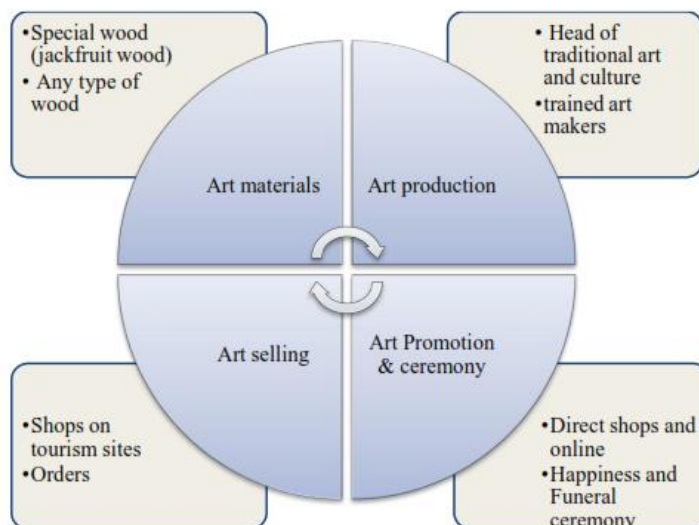 •Special wood
(jackfruit wood)
• Any type of
wood
• Head of
traditional art
and culture
•trained art
makers
Art materials
Art production
Art selling
Art Promotion
& ceremony
•Shops on
tourism sites
•Orders
•Direct shops and
online
•Happiness and
Funeral
ceremony